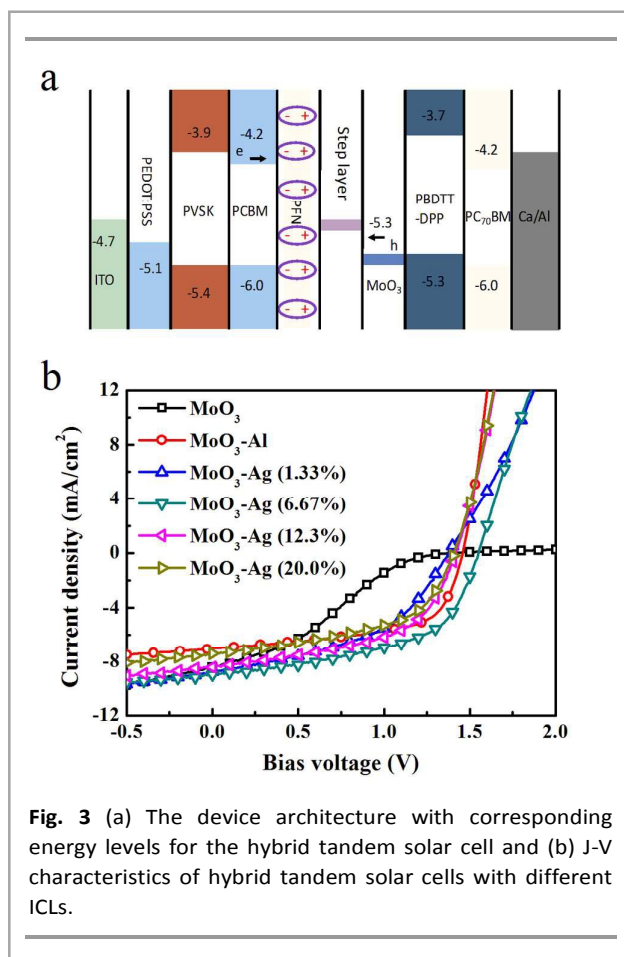 a
-3.9
-4.2
e
-3.7
-4.2
-4.7
ITO
PEDOT:PSS
-5.1
PVSK
-5.4
PCBM
-6.0
PFN
- +
- +
- +
- +
- +
- +
Step layer
-5.3
h
MoO3
PBDTT
-DPP
-5.3
PC70BM
-6.0
Ca/Al
b
12
8
4
0
-4
-8
-12
Current density (mA/cm2)
MoO3
MoO3-Al
MoO3-Ag (1.33%)
MoO3-Ag (6.67%)
MoO3-Ag (12.3%)
MoO3-Ag (20.0%)
-0.5 0.0 0.5 1.0 1.5 2.0
Bias voltage (V)
Fig. 3 (a) The device architecture with corresponding
energy levels for the hybrid tandem solar cell and (b) J-V
characteristics of hybrid tandem solar cells with different
ICLs.